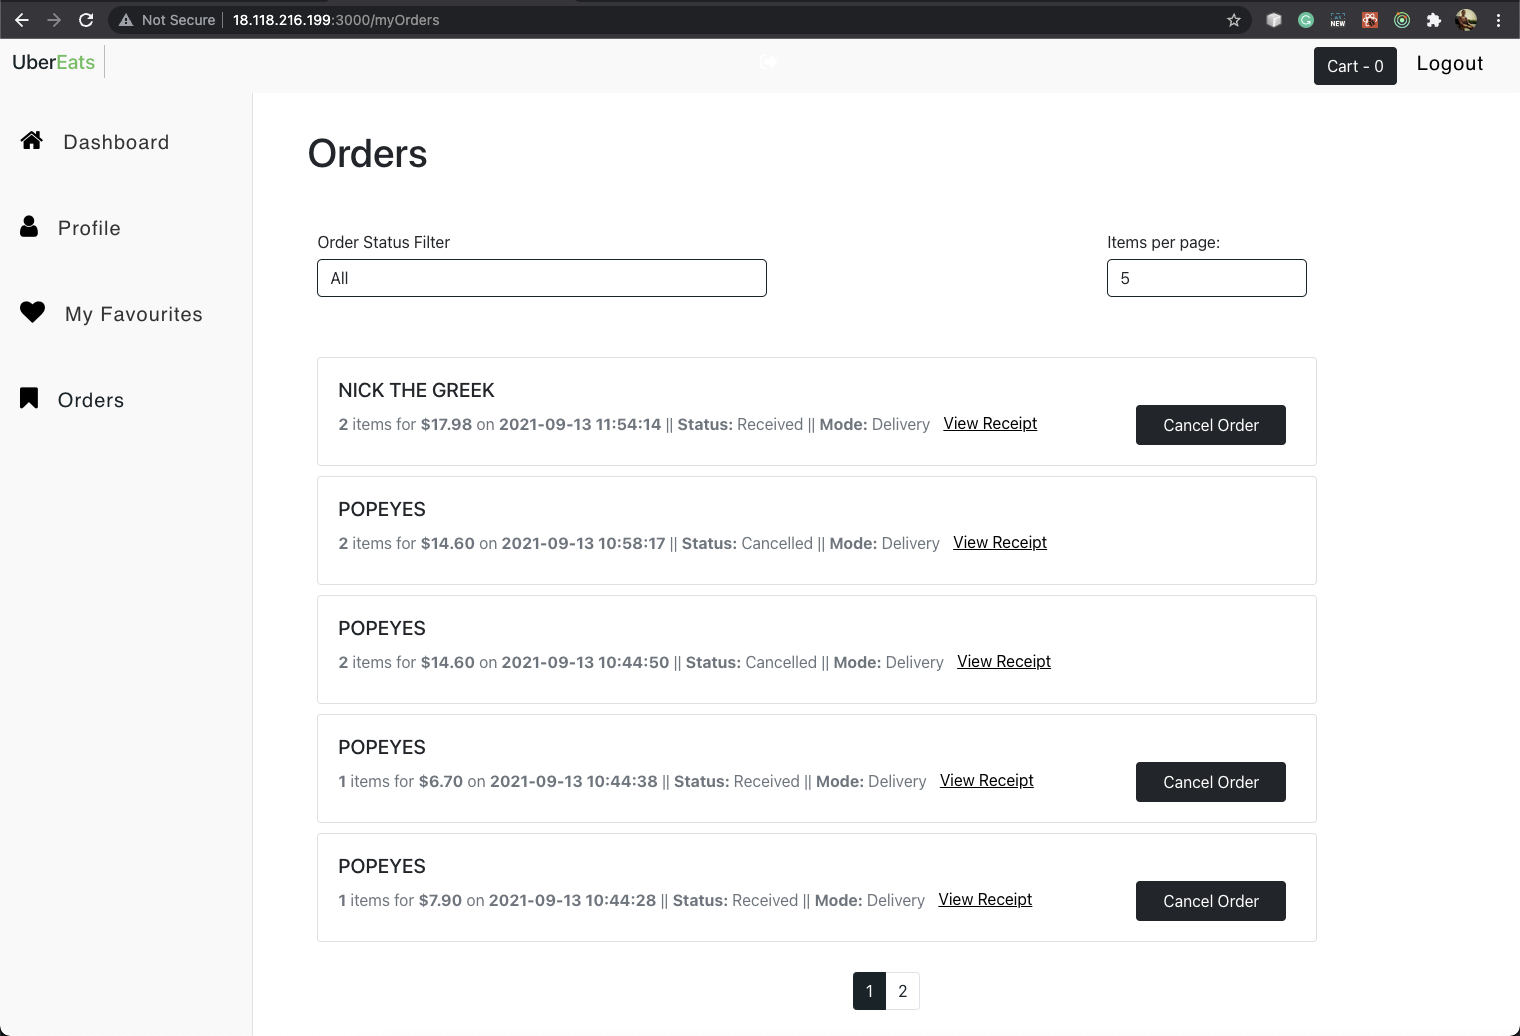 Not Secure 18.118.216.199:3000/myOrders
NEW
UberEats
Cart - 0
Logout
Dashboard
Profile
My Favourites
Orders
Orders
Order Status Filter
Items per page:
All
5
NICK THE GREEK
2 items for $17.98 on 2021-09-13 11:54:14 || Status: Received || Mode: Delivery View Receipt
Cancel Order
POPEYES
2 items for $14.60 on 2021-09-13 10:58:17 || Status: Cancelled || Mode: Delivery View Receipt
POPEYES
2 items for $14.60 on 2021-09-13 10:44:50 || Status: Cancelled || Mode: Delivery View Receipt
POPEYES
1 items for $6.70 on 2021-09-13 10:44:38 || Status: Received || Mode: Delivery View Receipt
Cancel Order
POPEYES
1 items for $7.90 on 2021-09-13 10:44:28 || Status: Received || Mode: Delivery View Receipt
Cancel Order
1 2